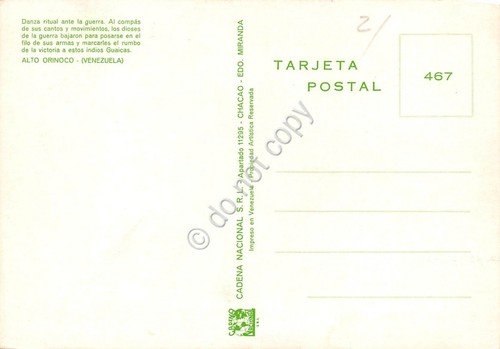 Danza ritual ante la guerra. Al compás
de sus cantos y movimientos, los dioses
de la guerra bajaron para posarse en el
filo de sus armas y marcarles el rumbo
de la victoria a estos indios Guaicas.
ALTO ORINOCO - (VENEZUELA)
CADENA NACIONAL S.R.L. - Apartado 11295 - CHACAO - EDO. MIRANDA
Impreso en Venezuela - Propiedad Artística Reservada
2/
TARJETA
POSTAL
467
© do not copy